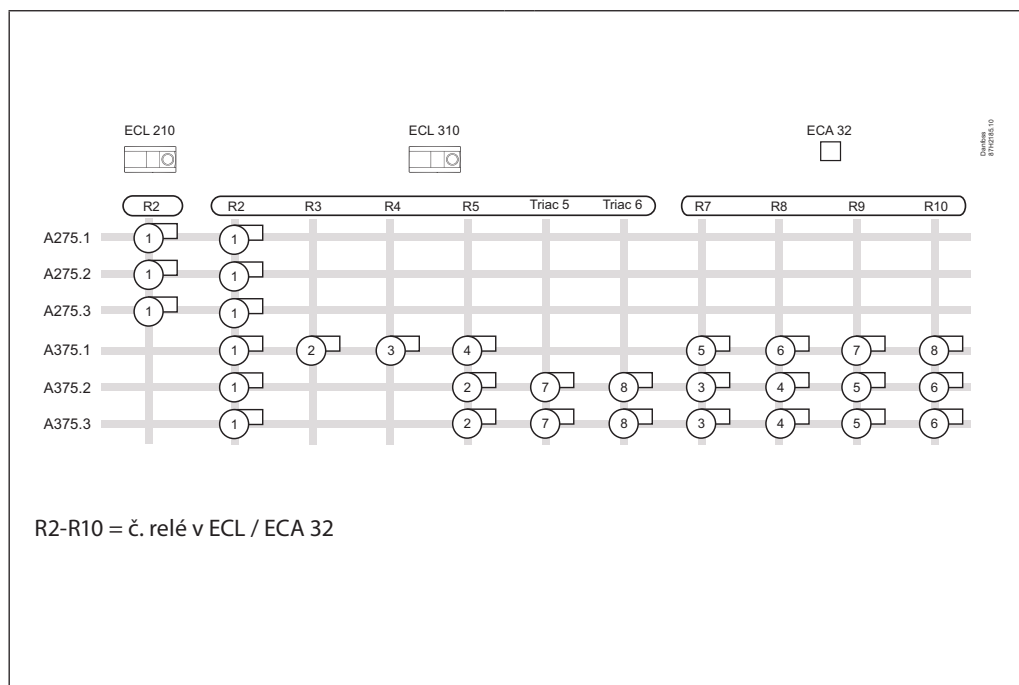 ECL 210 ECL 310 ECA 32
Danfoss
87H2185.10
R2 R2 R3 R4 R5 Triac 5 Triac 6 R7 R8 R9 R10
A275.1 1 1
A275.2 1 1
A275.3 1 1
A375.1 1 2 3 4 5 6 7 8
A375.2 1 2 7 8 3 4 5 6
A375.3 1 2 7 8 3 4 5 6
R2-R10 = č. relé v ECL / ECA 32